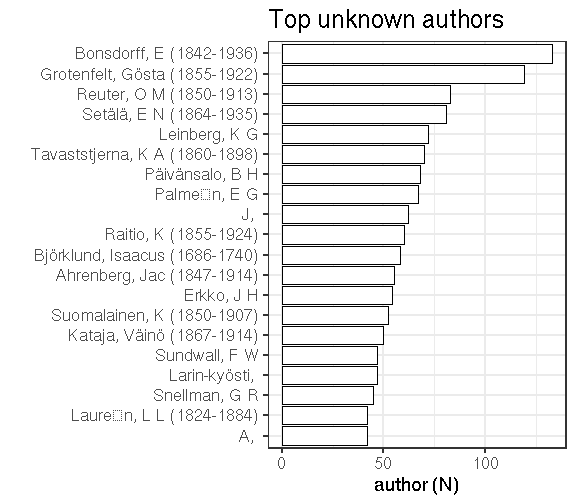 Top unknown authors
Bonsdorff, E (1842-1936)
Grotenfelt, Gösta (1855-1922)
Reuter, O M (1850-1913)
Setälä, E N (1864-1935)
Leinberg, K G
Tavaststjerna, K A (1860-1898)
Päivänsalo, B H
Palme□n, E G
J,
Raitio, K (1855-1924)
Björklund, Isaacus (1686-1740)
Ahrenberg, Jac (1847-1914)
Erkko, J H
Suomalainen, K (1850-1907)
Kataja, Väinö (1867-1914)
Sundwall, F W
Larin-kyösti,
Snellman, G R
Laure□n, L L (1824-1884)
A,
0 50 100
author (N)